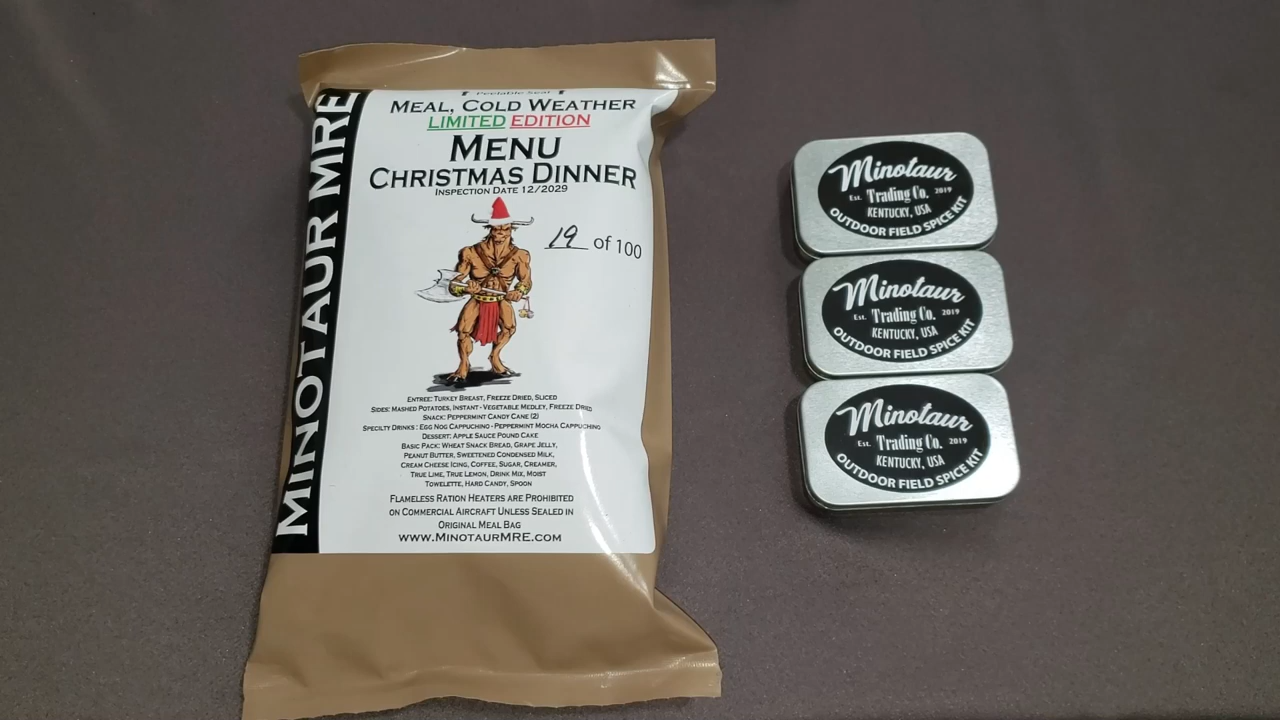 Peelable Seal
MINOTAUR MRE
MEAL, COLD WEATHER
LIMITED EDITION
MENU
CHRISTMAS DINNER
INSPECTION DATE 12/2029
19 of 100
ENTREE: TURKEY BREAST, FREEZE DRIED, SLICED
SIDES: MASHED POTATOES, INSTANT - VEGETABLE MEDLEY, FREEZE DRIED
SNACK: PEPPERMINT CANDY CANE (2)
SPECILTY DRINKS : EGG NOG CAPPUCHINO - PEPPERMINT MOCHA CAPPUCHINO
DESSERT: APPLE SAUCE POUND CAKE
BASIC PACK: WHEAT SNACK BREAD, GRAPE JELLY,
PEANUT BUTTER, SWEETENED CONDENSED MILK,
CREAM CHEESE ICING, COFFEE, SUGAR, CREAMER,
TRUE LIME, TRUE LEMON, DRINK MIX, MOIST
TOWELETTE, HARD CANDY, SPOON
FLAMELESS RATION HEATERS ARE PROHIBITED
ON COMMERCIAL AIRCRAFT UNLESS SEALED IN
ORIGINAL MEAL BAG
WWW.MINOTAURMRE.COM
Minotaur
Est. Trading Co. 2019
KENTUCKY, USA
OUTDOOR FIELD SPICE KIT
Minotaur
Est. Trading Co. 2019
KENTUCKY, USA
OUTDOOR FIELD SPICE KIT
Minotaur
Est. Trading Co. 2019
KENTUCKY, USA
OUTDOOR FIELD SPICE KIT